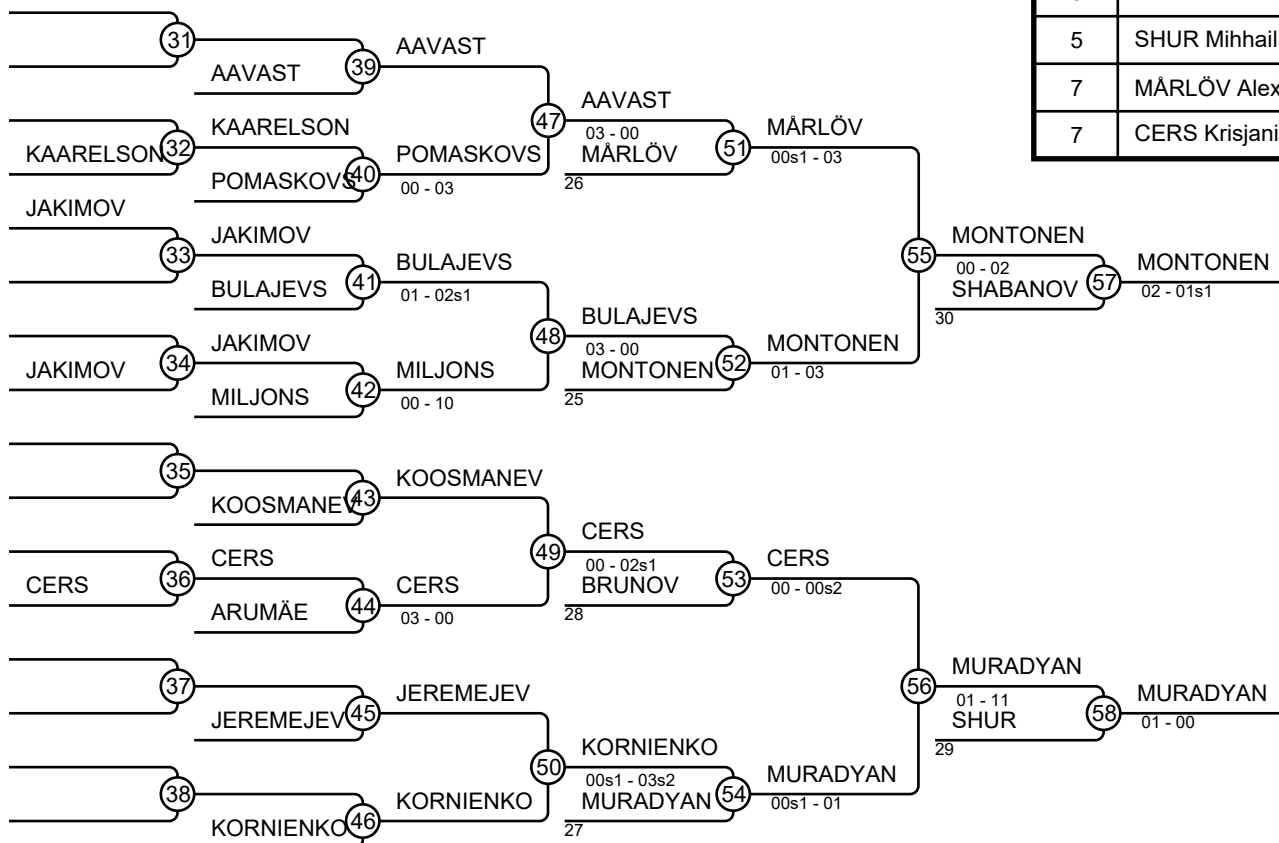 5 SHUR Mihhail
7 MÅRLÖV Alex
7 CERS Krisjani
31
AAVAST
39
AAVAST
32
KAARELSON
KAARELSON
POMASKOVS
40
POMASKOVS
00 - 03
47
AAVAST
03 - 00
MÅRLÖV
26
51
MÅRLÖV
00s1 - 03
JAKIMOV
33
JAKIMOV
BULAJEVS
41
BULAJEVS
01 - 02s1
34
JAKIMOV
JAKIMOV
MILJONS
42
MILJONS
00 - 10
48
BULAJEVS
03 - 00
MONTONEN
25
52
MONTONEN
01 - 03
55
MONTONEN
00 - 02
SHABANOV
30
57
MONTONEN
02 - 01s1
35
KOOSMANEV
43
KOOSMANEV
36
CERS
CERS
ARUMÄE
44
CERS
03 - 00
49
CERS
00 - 02s1
BRUNOV
28
53
CERS
00 - 00s2
37
JEREMEJEV
45
JEREMEJEV
38
KORNIENKO
46
KORNIENKO
50
KORNIENKO
00s1 - 03s2
MURADYAN
27
54
MURADYAN
00s1 - 01
56
MURADYAN
01 - 11
SHUR
29
58
MURADYAN
01 - 00